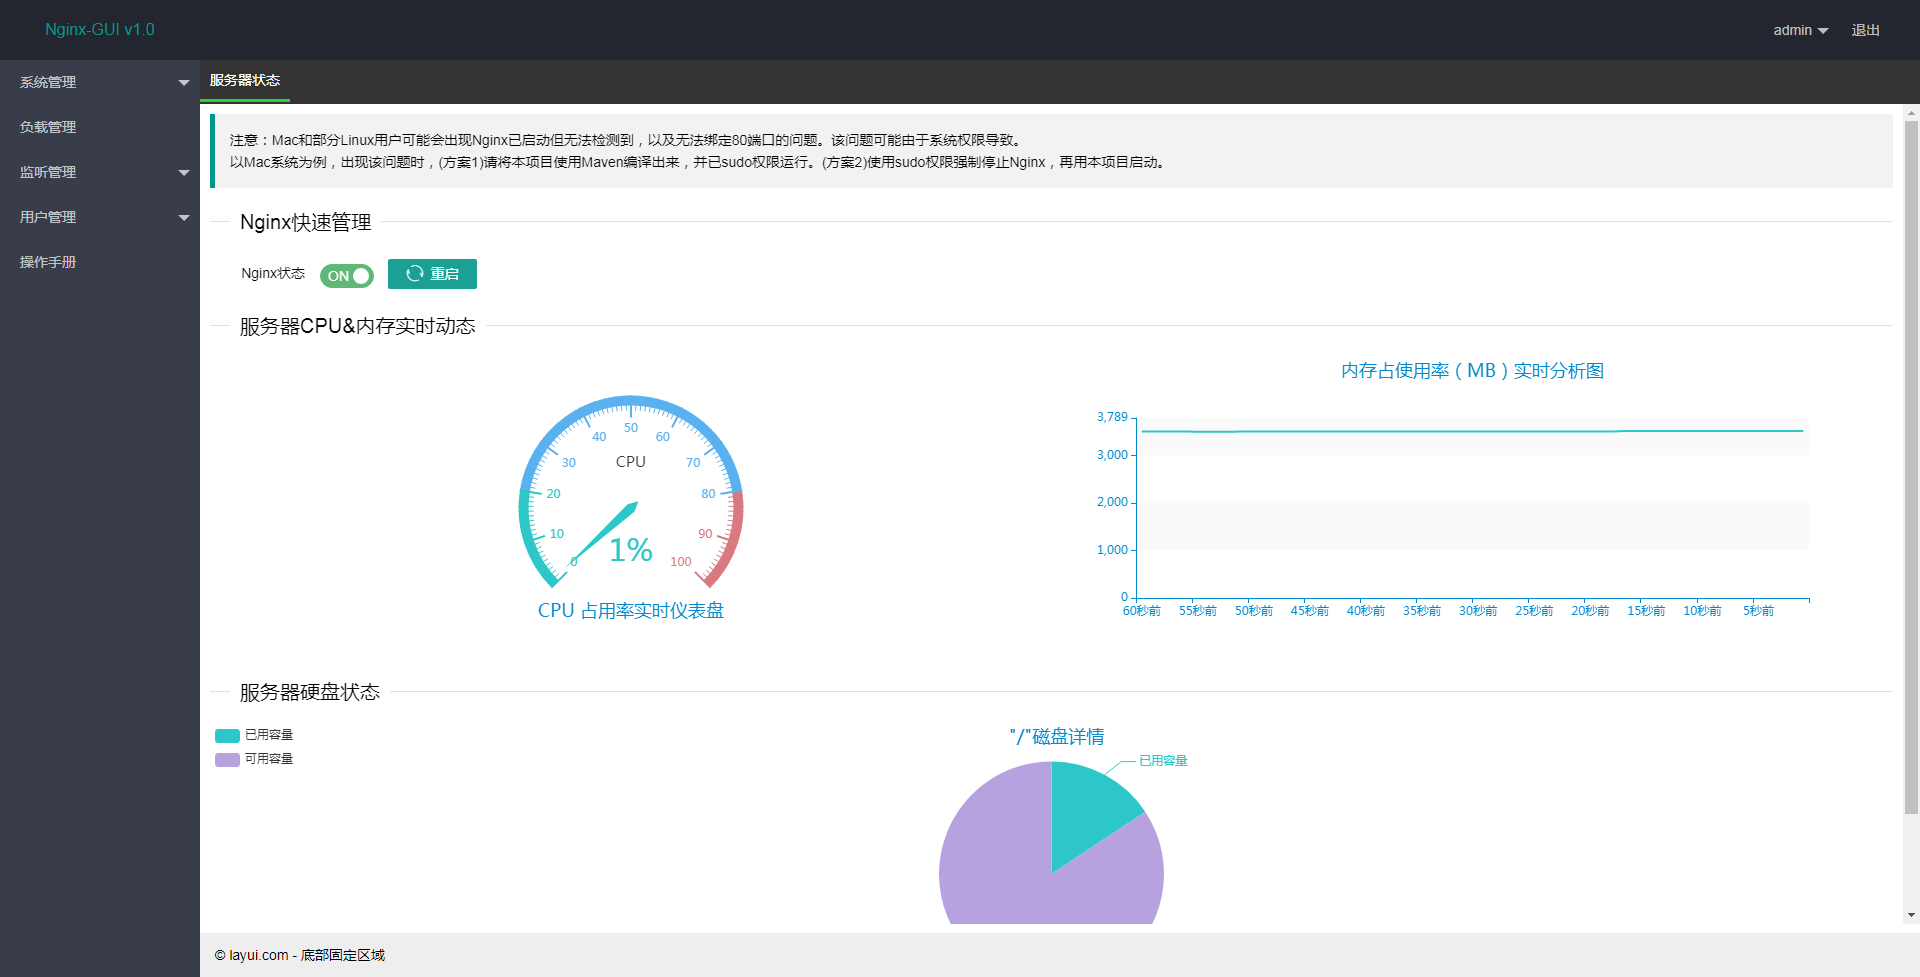 Nginx-GUI v1.0
admin
退出
系统管理
负载管理
监听管理
用户管理
操作手册
服务器状态
注意：Mac和部分Linux用户可能会出现Nginx已启动但无法检测到，以及无法绑定80端口的问题。该问题可能由于系统权限导致。
以Mac系统为例，出现该问题时，(方案1)请将本项目使用Maven编译出来，并已sudo权限运行。(方案2)使用sudo权限强制停止Nginx，再用本项目启动。
Nginx快速管理
Nginx状态 ON 重启
服务器CPU&内存实时动态
0
10
20
30
40
50
60
70
80
90
100
CPU
1%
CPU 占用率实时仪表盘
内存占使用率（MB）实时分析图
3,789
3,000
2,000
1,000
0
60秒前 55秒前 50秒前 45秒前 40秒前 35秒前 30秒前 25秒前 20秒前 15秒前 10秒前 5秒前
服务器硬盘状态
已用容量
可用容量
"/"磁盘详情
已用容量
© layui.com - 底部固定区域